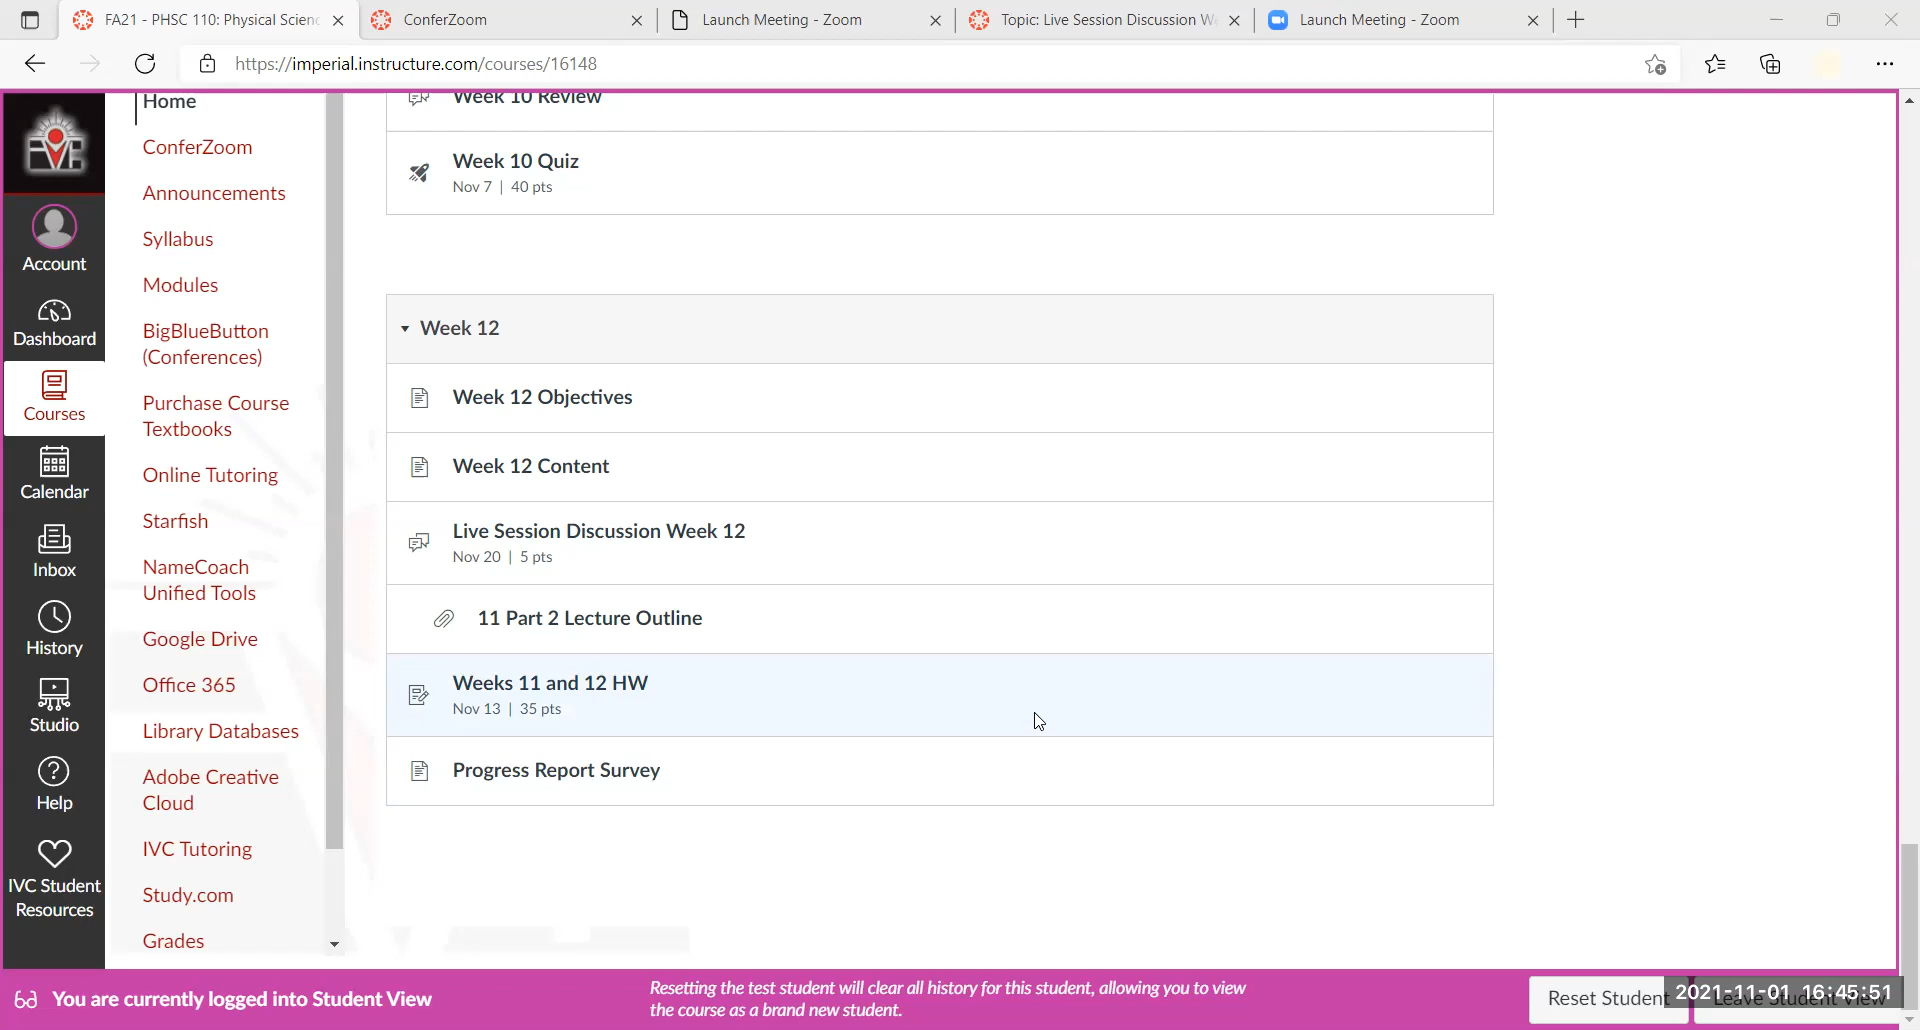 FA21 - PHSC 110: Physical Scienc
ConferZoom
Launch Meeting - Zoom
Topic: Live Session Discussion W
Launch Meeting - Zoom
https://imperial.instructure.com/courses/16148
Home
ConferZoom
Announcements
Syllabus
Modules
BigBlueButton
(Conferences)
Purchase Course
Textbooks
Online Tutoring
Starfish
NameCoach
Unified Tools
Google Drive
Office 365
Library Databases
Adobe Creative
Cloud
IVC Tutoring
Study.com
Grades
Account
Dashboard
Courses
Calendar
Inbox
History
Studio
Help
IVC Student
Resources
Week 10 Review
Week 10 Quiz
Nov 7 | 40 pts
Week 12
Week 12 Objectives
Week 12 Content
Live Session Discussion Week 12
Nov 20 | 5 pts
11 Part 2 Lecture Outline
Weeks 11 and 12 HW
Nov 13 | 35 pts
Progress Report Survey
You are currently logged into Student View
Resetting the test student will clear all history for this student, allowing you to view
the course as a brand new student.
Reset Student
Leave Student View
2021-11-01 16:45:51